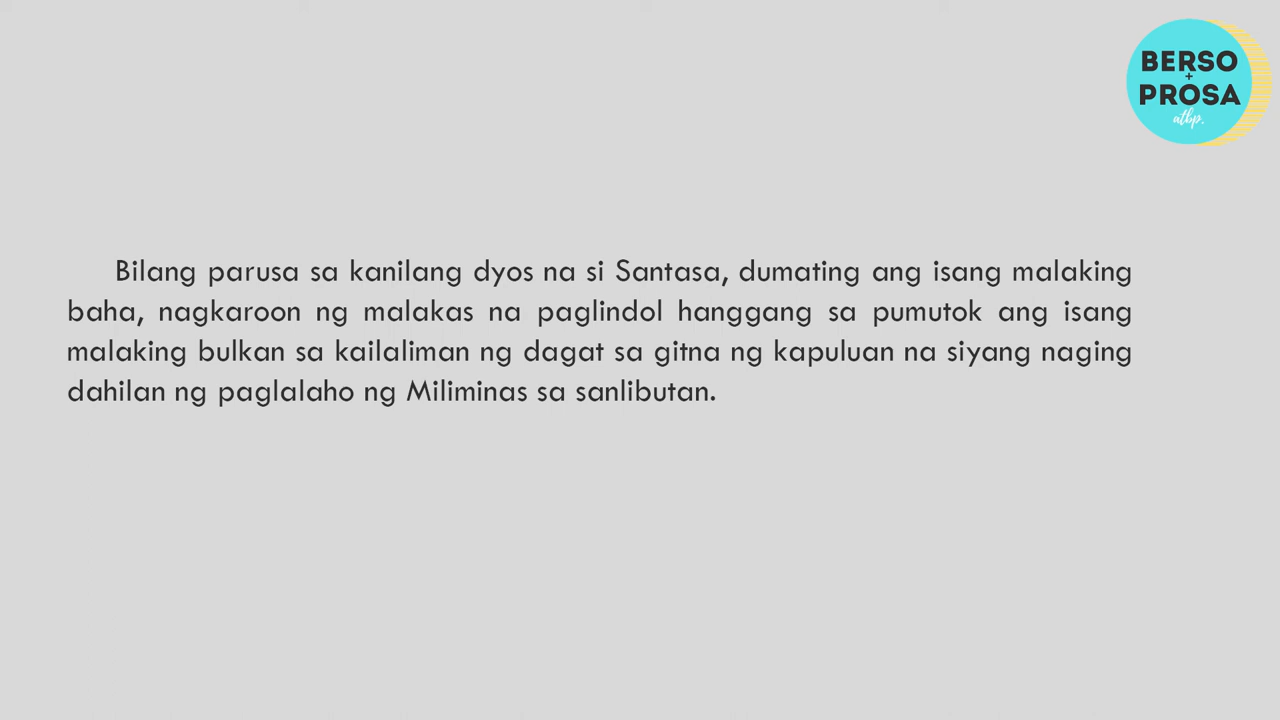 BERSO
+
PROSA
atbp.
Bilang parusa sa kanilang dyos na si Santasa, dumating ang isang malaking
baha, nagkaroon ng malakas na paglindol hanggang sa pumutok ang isang
malaking bulkan sa kailaliman ng dagat sa gitna ng kapuluan na siyang naging
dahilan ng paglalaho ng Miliminas sa sanlibutan.